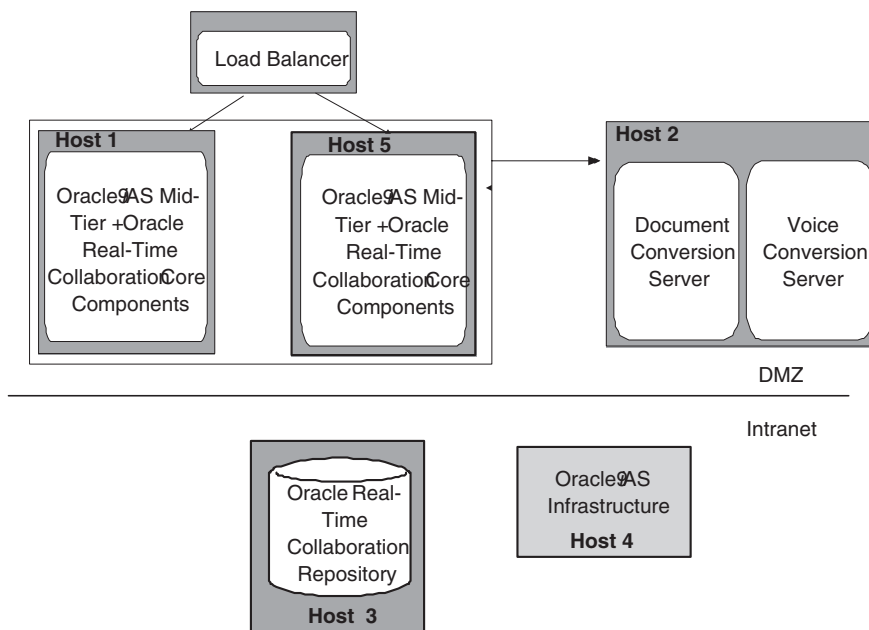 Load Balancer
Host 1
Oracle9iAS Mid-
Tier +Oracle
Real-Time
CollaborationCore
Components
Host 5
Oracle9iAS Mid-
Tier +Oracle
Real-Time
CollaborationCore
Components
Host 2
Document
Conversion
Server
Voice
Conversion
Server
DMZ
Intranet
Oracle Real-
Time
Collaboration
Repository
Host 3
Oracle9iAS
Infrastructure
Host 4